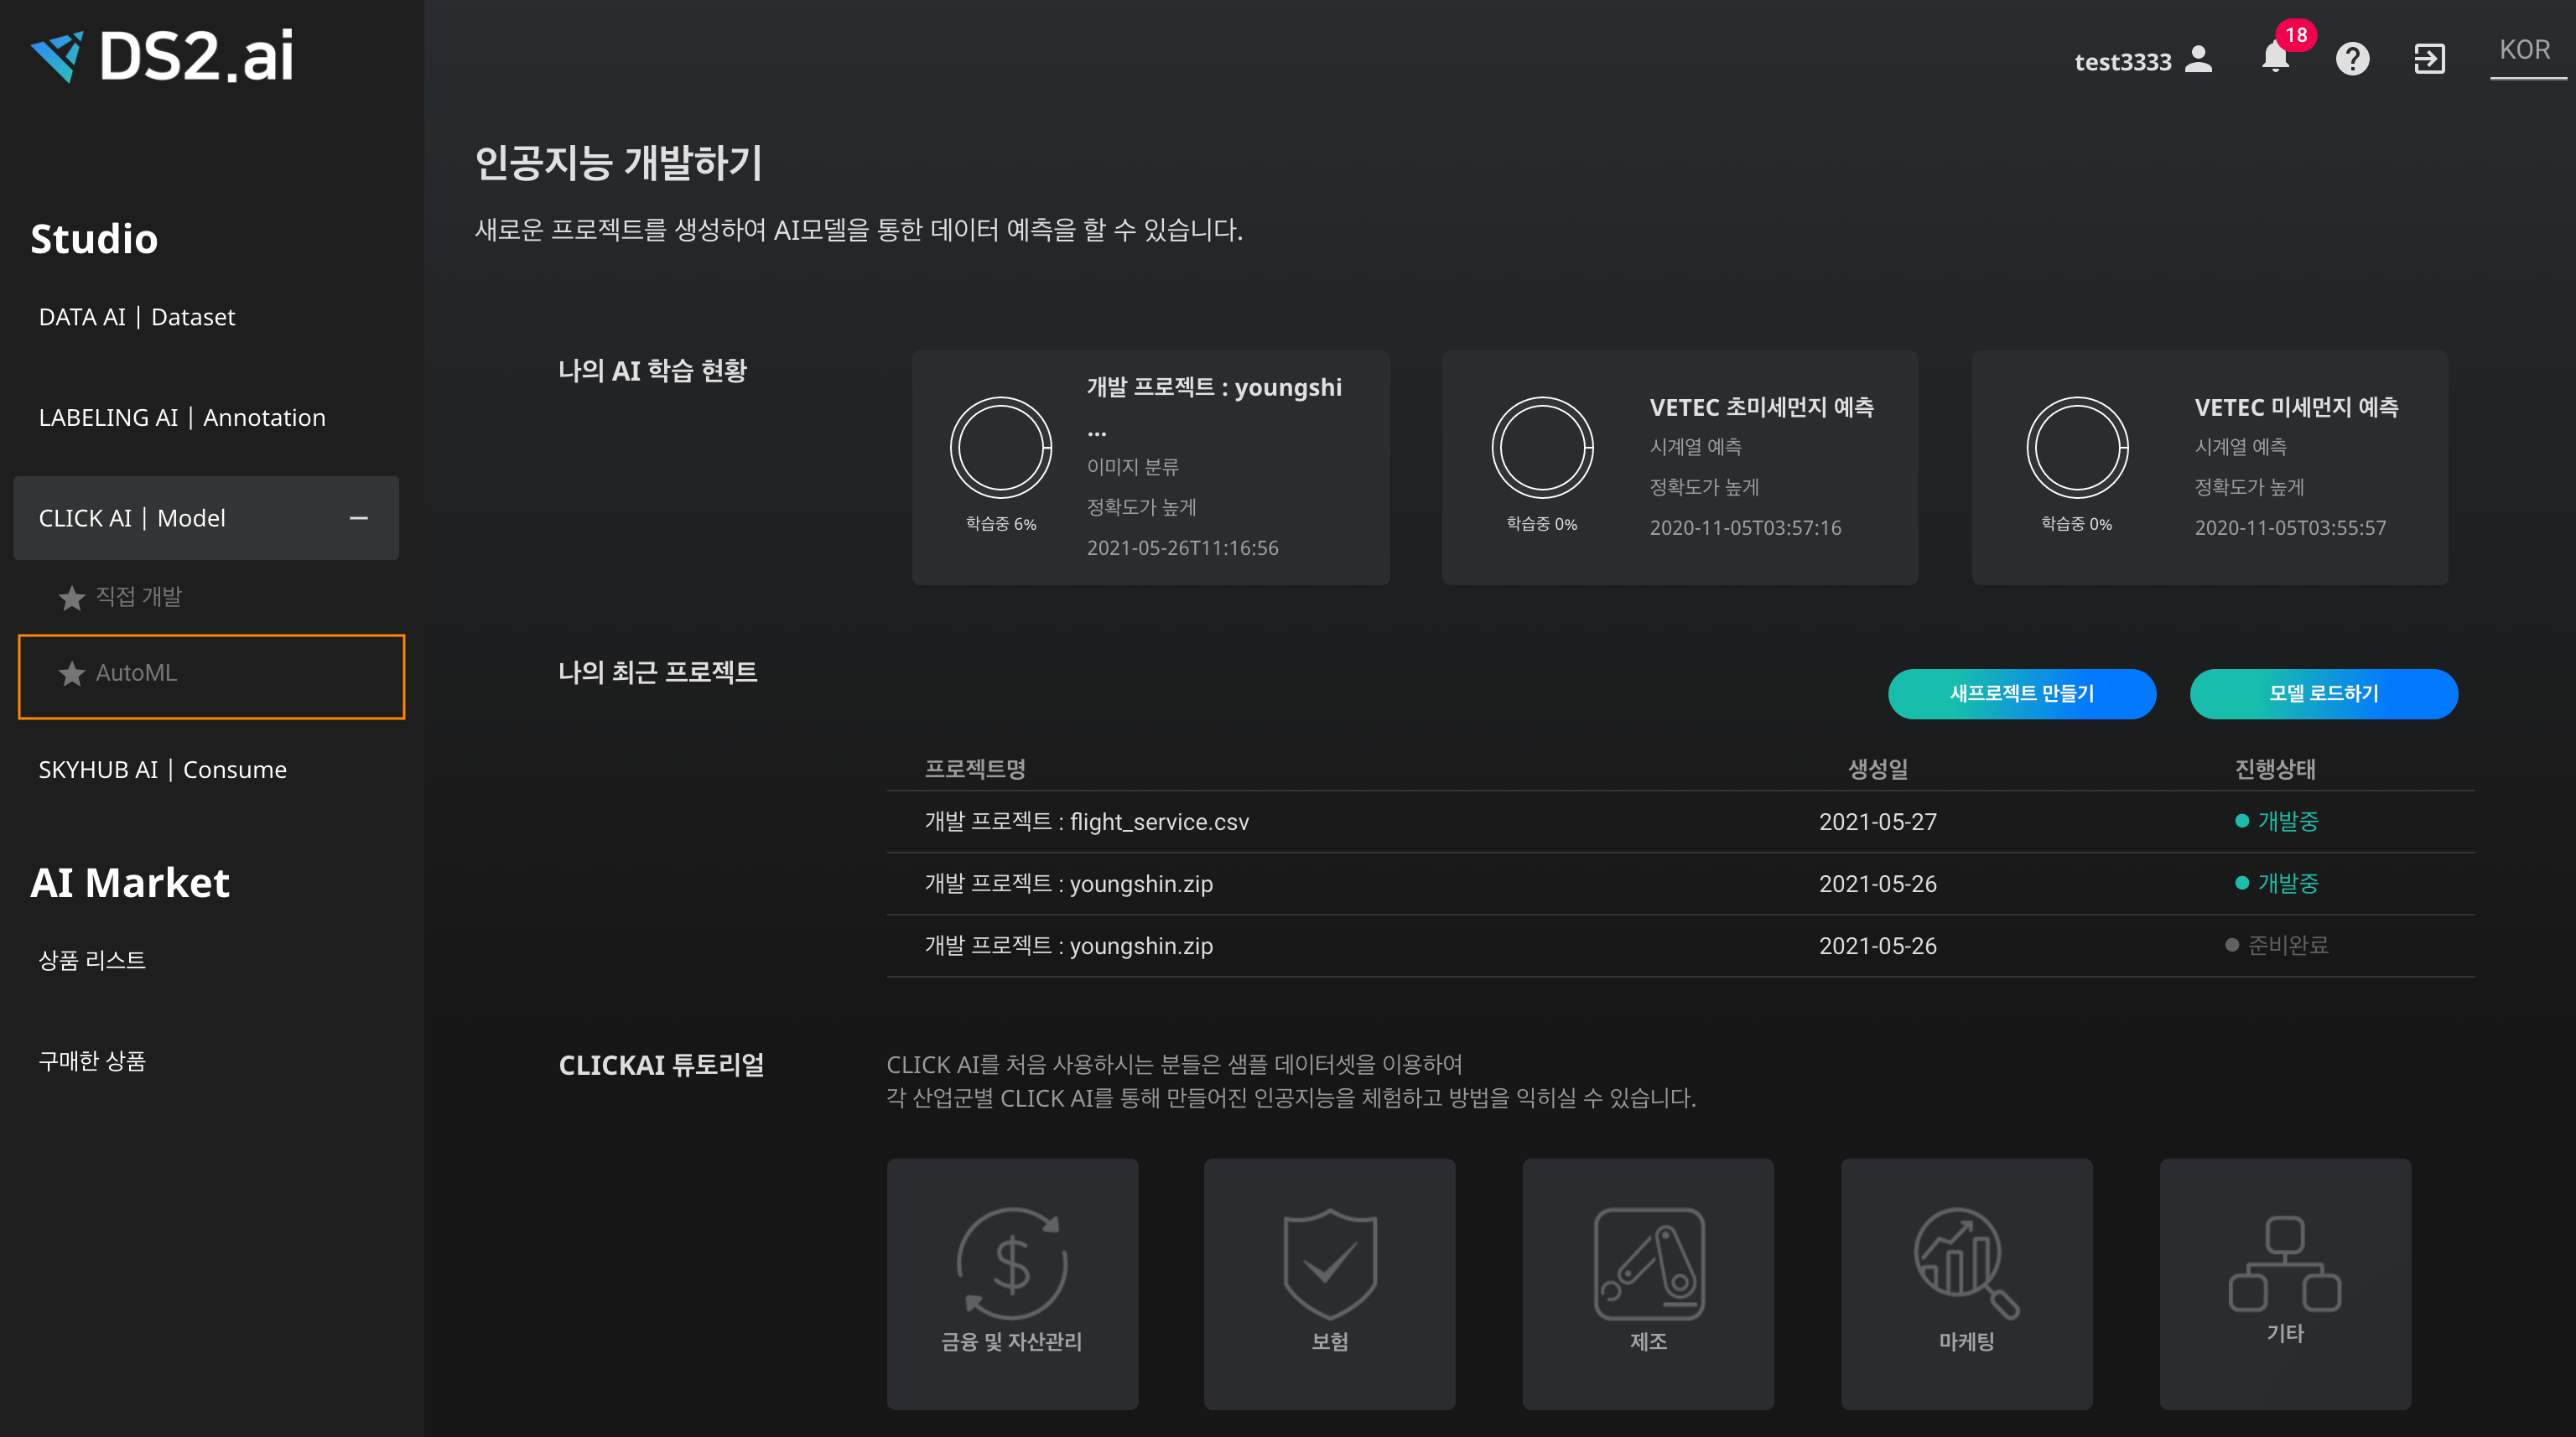 DS2.ai
test3333
18
KOR
Studio
DATA AI | Dataset
LABELING AI | Annotation
CLICK AI | Model
직접 개발
AutoML
SKYHUB AI | Consume
AI Market
상품 리스트
구매한 상품
인공지능 개발하기
새로운 프로젝트를 생성하여 AI모델을 통한 데이터 예측을 할 수 있습니다.
나의 AI 학습 현황
학습중 6%
개발 프로젝트 : youngshi
...
이미지 분류
정확도가 높게
2021-05-26T11:16:56
학습중 0%
VETEC 초미세먼지 예측
시계열 예측
정확도가 높게
2020-11-05T03:57:16
학습중 0%
VETEC 미세먼지 예측
시계열 예측
정확도가 높게
2020-11-05T03:55:57
나의 최근 프로젝트
새프로젝트 만들기
모델 로드하기
프로젝트명 생성일 진행상태
개발 프로젝트 : flight_service.csv 2021-05-27 개발중
개발 프로젝트 : youngshin.zip 2021-05-26 개발중
개발 프로젝트 : youngshin.zip 2021-05-26 준비완료
CLICKAI 튜토리얼
CLICK AI를 처음 사용하시는 분들은 샘플 데이터셋을 이용하여
각 산업군별 CLICK AI를 통해 만들어진 인공지능을 체험하고 방법을 익히실 수 있습니다.
금융 및 자산관리
보험
제조
마케팅
기타